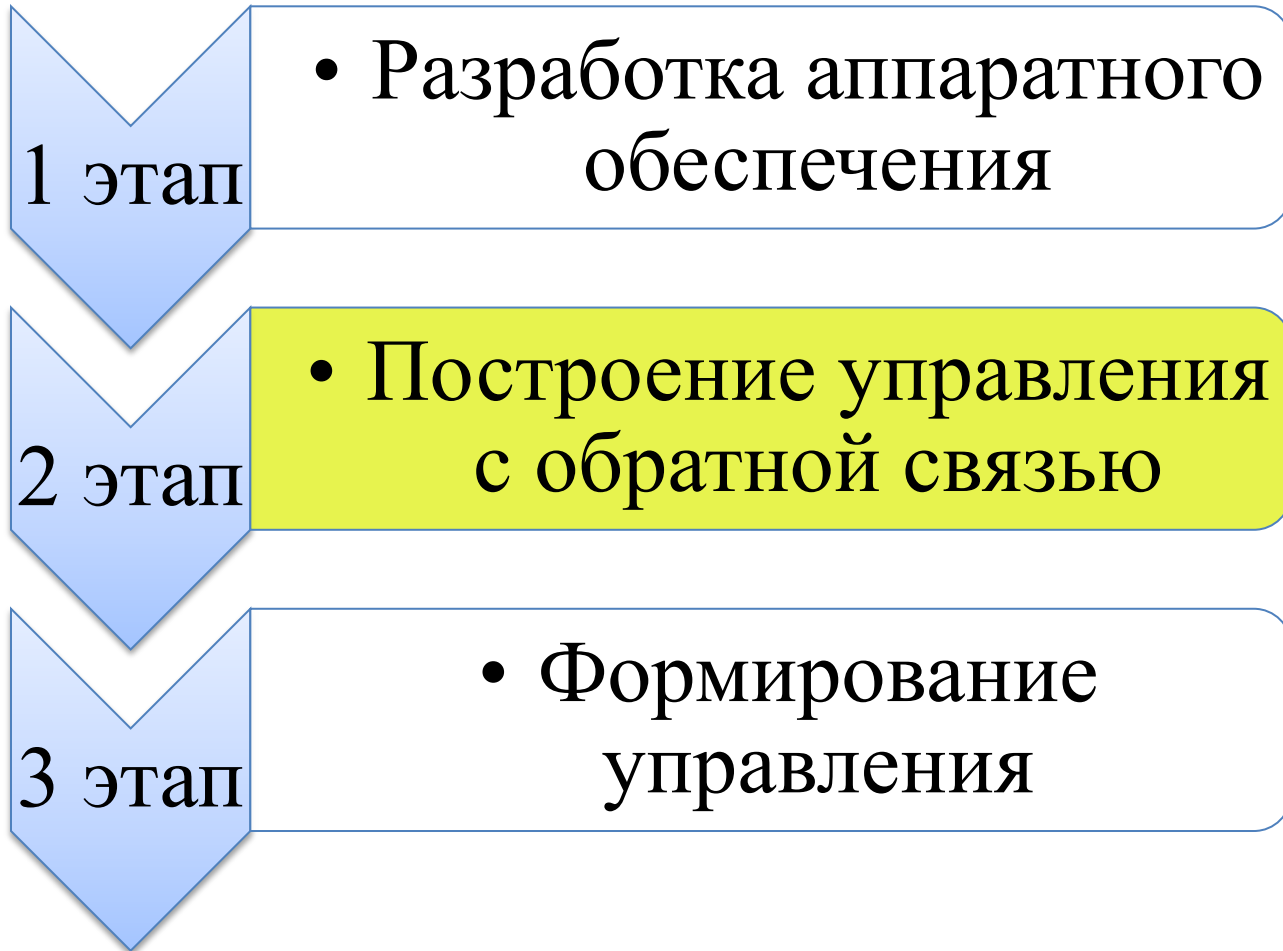 1 этап
• Разработка аппаратного
обеспечения
2 этап
• Построение управления
с обратной связью
3 этап
• Формирование
управления